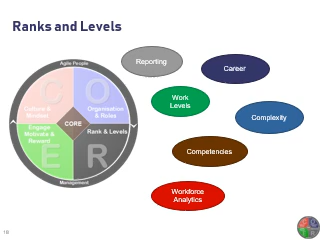 Ranks and Levels
Agile People
C
O
Culture &
Mindset
Organisation
& Roles
CORE
Engage
Motivate &
Reward
Rank & Levels
E
R
Management
Reporting
Career
Work
Levels
Complexity
Competencies
Workforce
Analytics
18